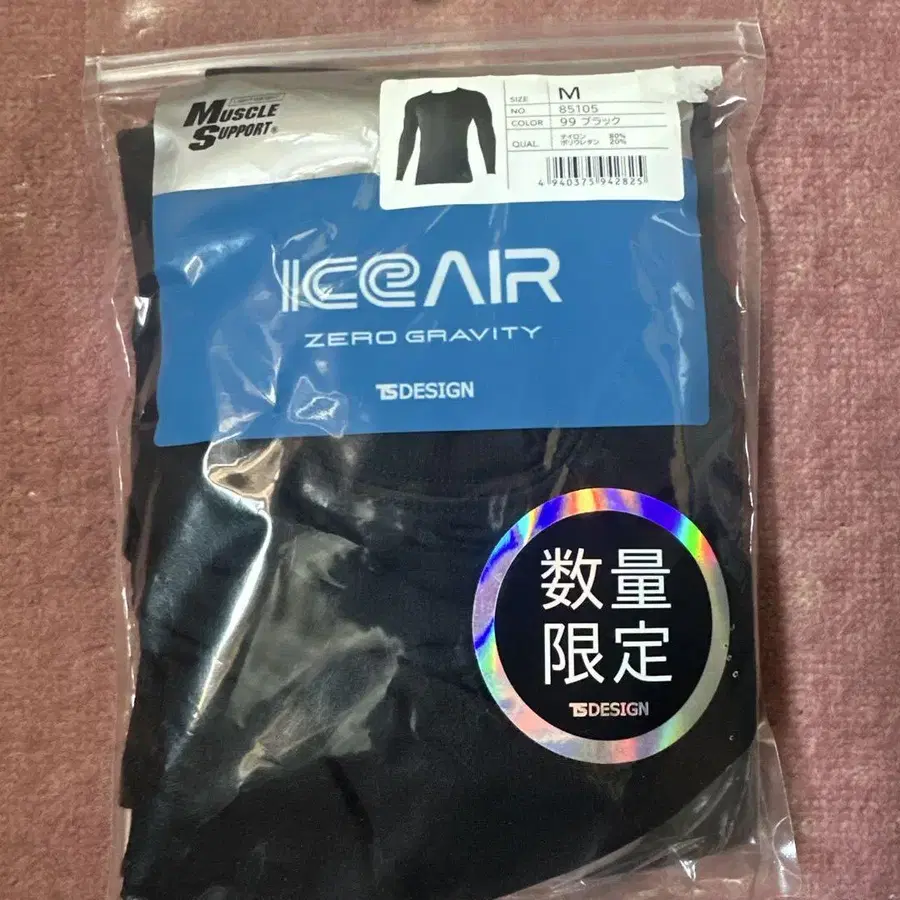 MUSCLE
SUPPORT®
SIZE M
NO. 85105
COLOR 99 ブラック
QUAL. ナイロン 80%
ポリウレタン 20%
4 940375 942825
ICeAIR
ZERO GRAVITY
TSDESIGN
数量
限定
TSDESIGN